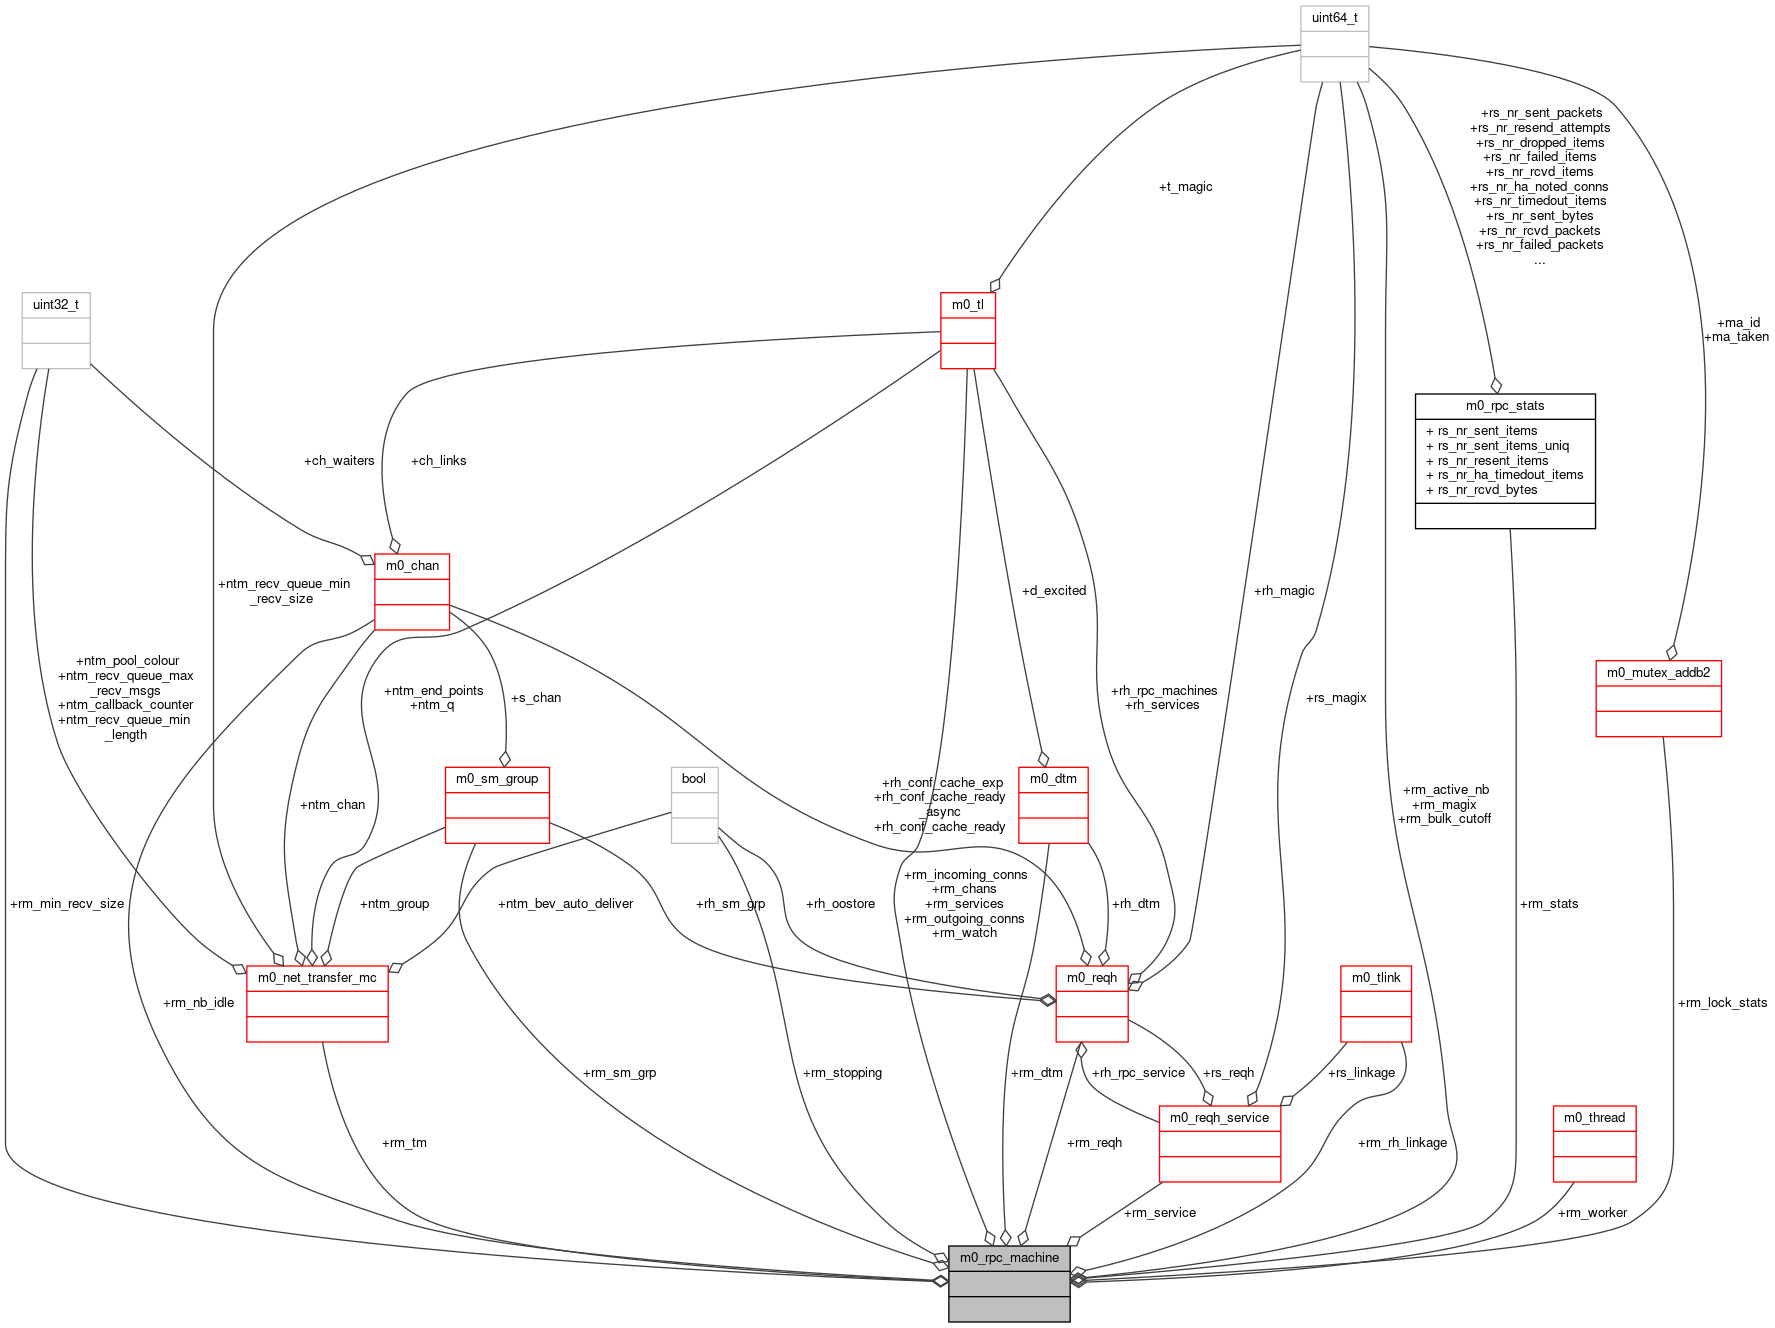 uint64_t
+rs_nr_sent_packets
+rs_nr_resend_attempts
+rs_nr_dropped_items
+rs_nr_failed_items
+rs_nr_rcvd_items
+rs_nr_ha_noted_conns
+rs_nr_timedout_items
+rs_nr_sent_bytes
+rs_nr_rcvd_packets
+rs_nr_failed_packets
...
+t_magic
uint32_t
m0_tl
+ma_id
+ma_taken
m0_rpc_stats
+ rs_nr_sent_items
+ rs_nr_sent_items_uniq
+ rs_nr_resent_items
+ rs_nr_ha_timedout_items
+ rs_nr_rcvd_bytes
+ch_waiters
+ch_links
m0_chan
+ntm_recv_queue_min
_recv_size
+d_excited
+rh_magic
+ntm_pool_colour
+ntm_recv_queue_max
_recv_msgs
+ntm_callback_counter
+ntm_recv_queue_min
_length
+ntm_end_points
+ntm_q
+s_chan
+rh_rpc_machines
+rh_services
+rs_magix
m0_mutex_addb2
m0_sm_group
bool
m0_dtm
+ntm_chan
+rh_conf_cache_exp
+rh_conf_cache_ready
_async
+rh_conf_cache_ready
+rm_active_nb
+rm_magix
+rm_bulk_cutoff
+rm_min_recv_size
+ntm_group
+ntm_bev_auto_deliver
+rh_sm_grp
+rh_oostore
+rm_incoming_conns
+rm_chans
+rm_services
+rm_outgoing_conns
+rm_watch
+rh_dtm
+rm_stats
m0_net_transfer_mc
m0_reqh
m0_tlink
+rm_nb_idle
+rm_lock_stats
+rm_sm_grp
+rm_stopping
+rm_dtm
+rh_rpc_service
+rs_reqh
+rs_linkage
m0_reqh_service
m0_thread
+rm_tm
+rm_reqh
+rm_rh_linkage
+rm_service
+rm_worker
m0_rpc_machine